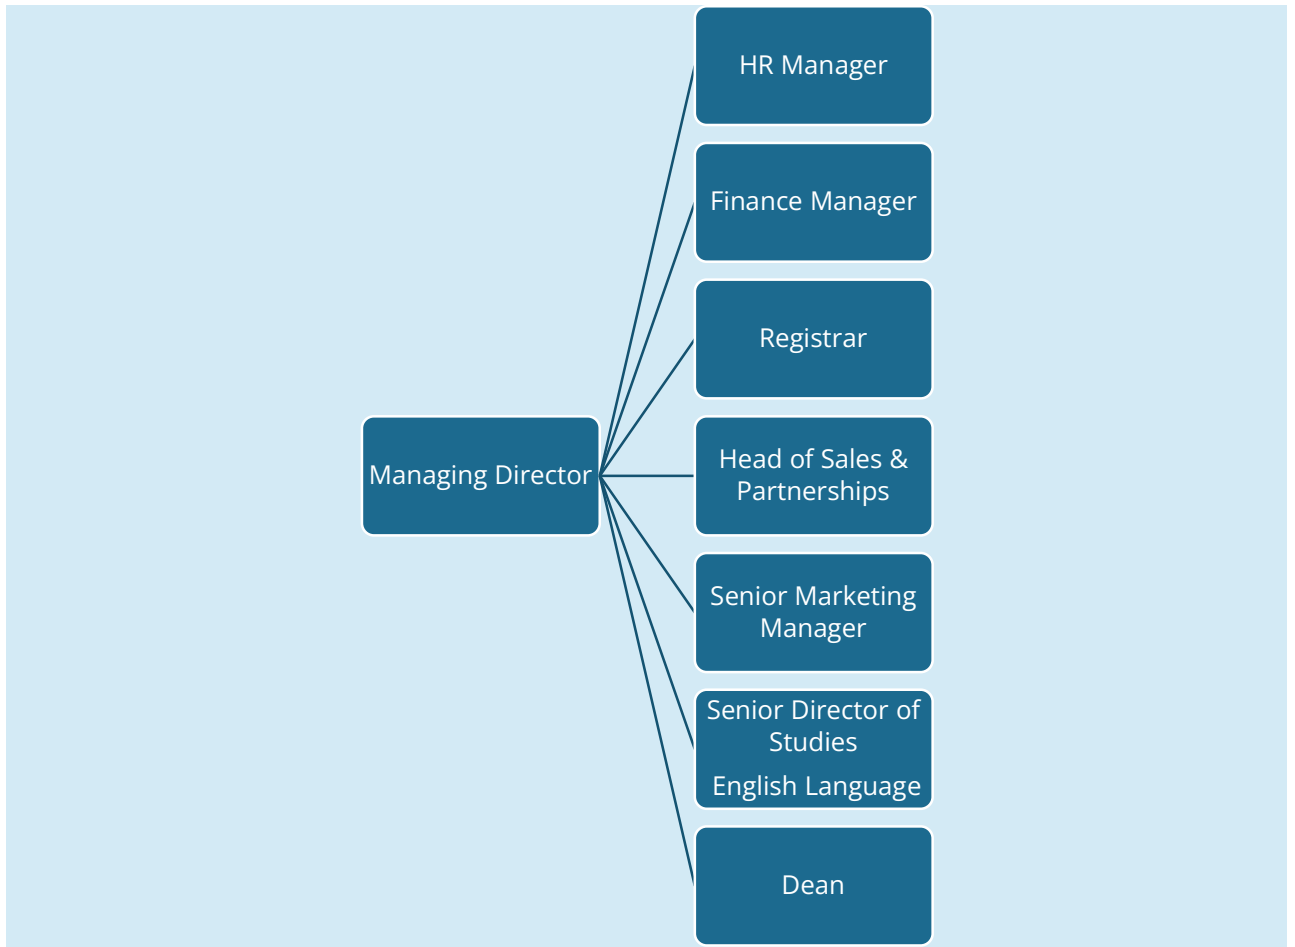 HR Manager
Finance Manager
Registrar
Managing Director
Head of Sales &
Partnerships
Senior Marketing
Manager
Senior Director of
Studies
English Language
Dean